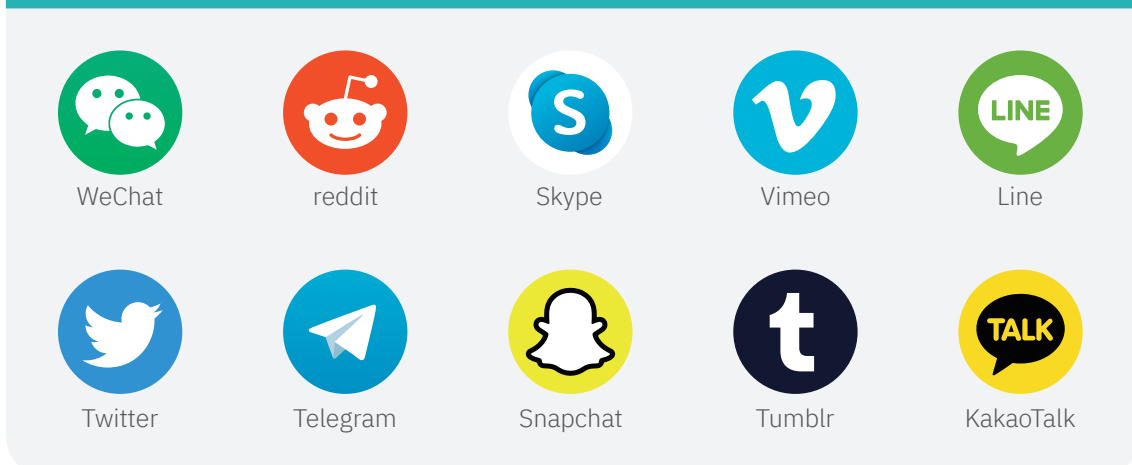 LINE
WeChat
reddit
Skype
Vimeo
Line
TALK
Twitter
Telegram
Snapchat
Tumblr
KakaoTalk